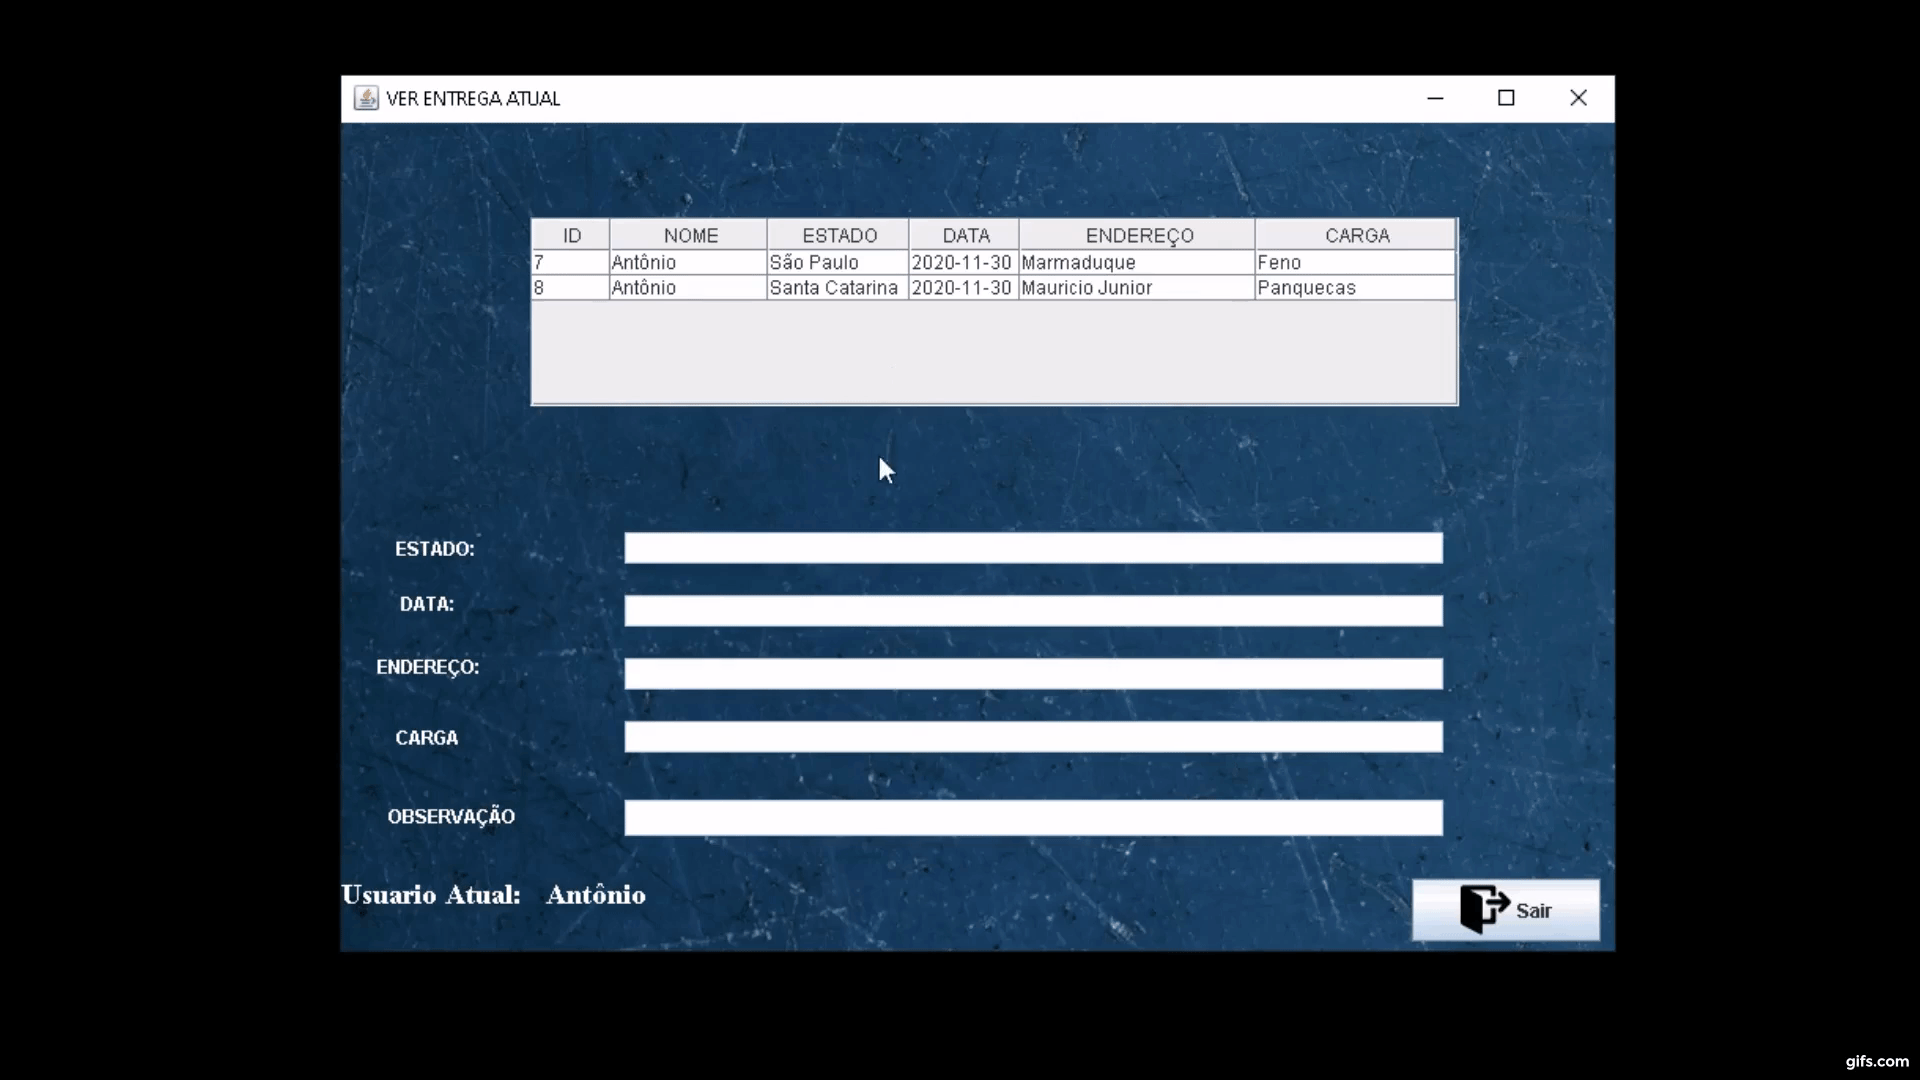 VER ENTREGA ATUAL
ID NOME ESTADO DATA ENDEREÇO CARGA
7 Antônio São Paulo 2020-11-30 Marmaduque Feno
8 Antônio Santa Catarina 2020-11-30 Mauricio Junior Panquecas
ESTADO:
DATA:
ENDEREÇO:
CARGA
OBSERVAÇÃO
Usuario Atual: Antônio
Sair
gifs.com